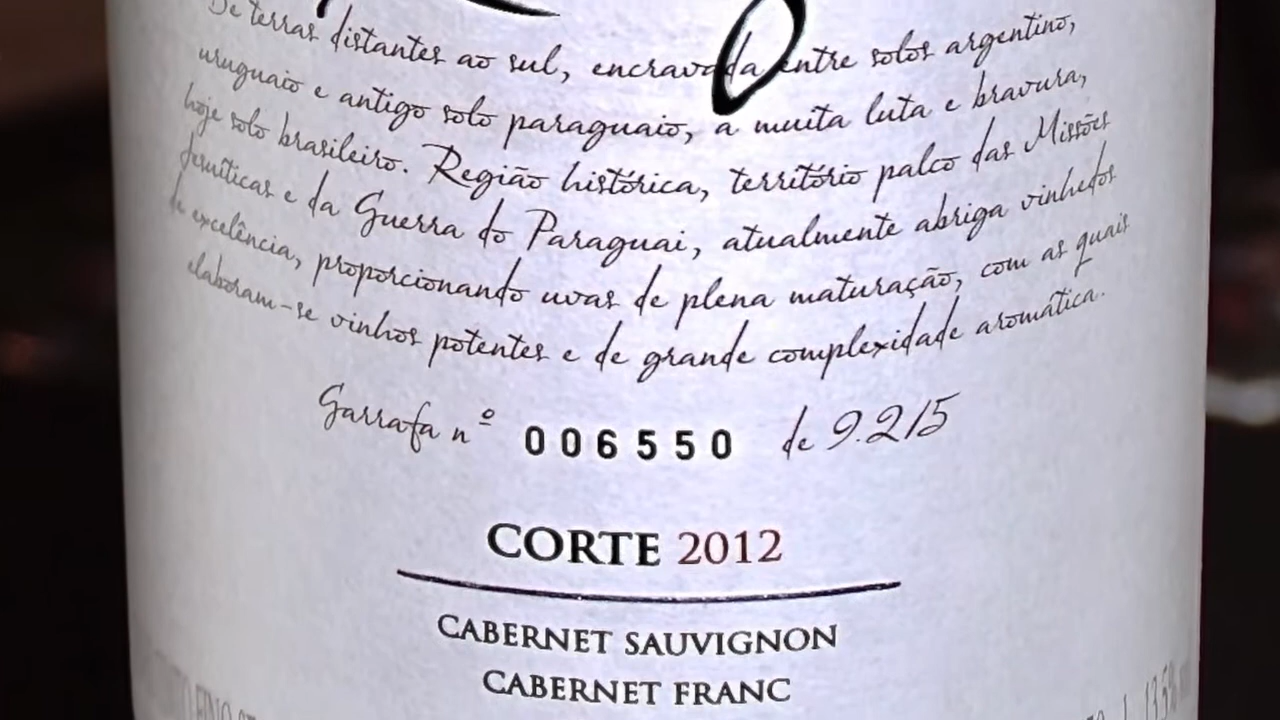 De terras distantes ao sul, encravada entre solos argentino,
uruguaio e antigo solo paraguaio, a muita luta e bravura,
hoje solo brasileiro. Região histórica, território palco das Missões
Jesuíticas e da Guerra do Paraguai, atualmente abriga vinhedos
de excelência, proporcionando uvas de plena maturação, com as quais
elaboram-se vinhos potentes e de grande complexidade aromática.
Garrafa nº 006550 de 9.215
CORTE 2012
CABERNET SAUVIGNON
CABERNET FRANC